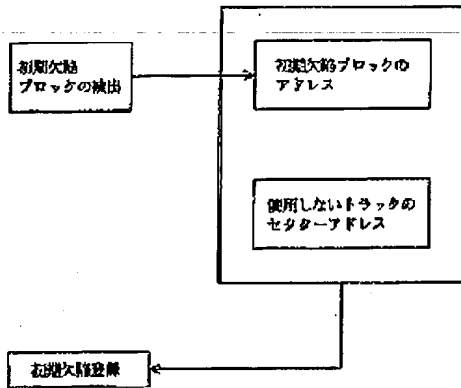 初期欠陥
ブロックの検出
初期欠陥ブロックの
アドレス
使用しないトラックの
セクターアドレス
初期欠陥登録